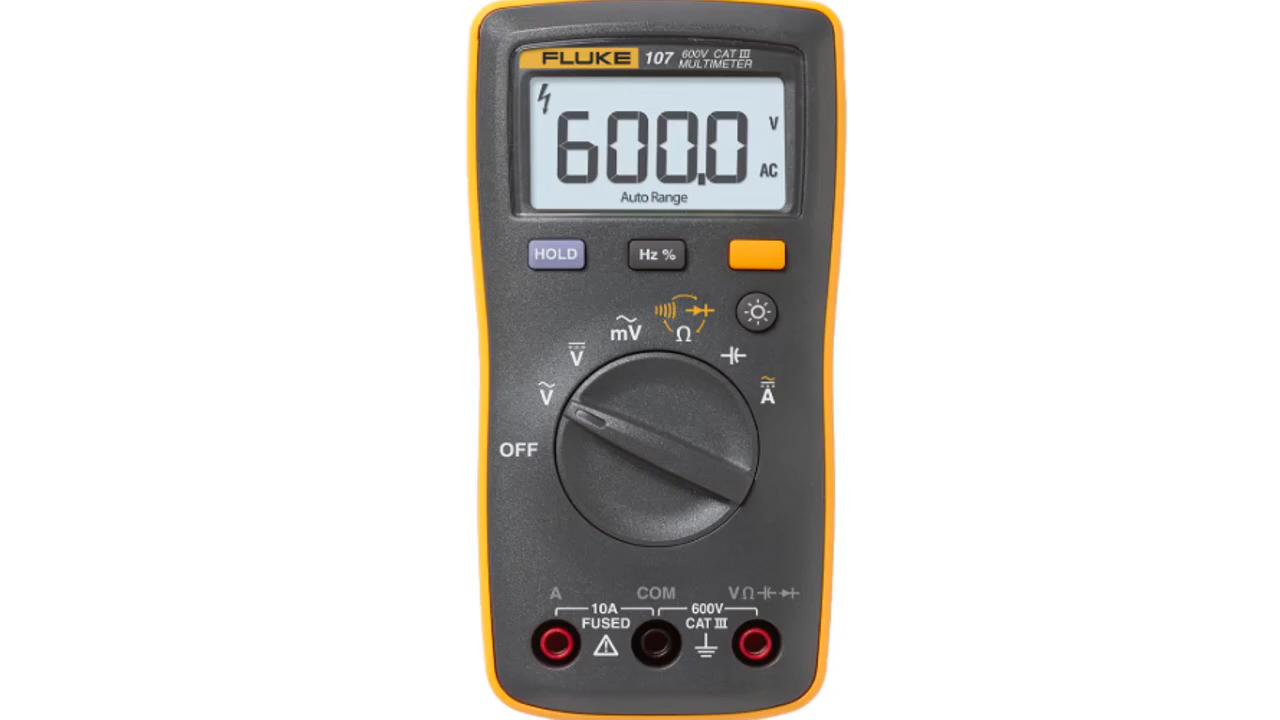 FLUKE 107 600V CAT III
MULTIMETER
600.0 V
AC
Auto Range
HOLD Hz %
mV Ω
V
V A
OFF
A COM VΩ
10A 600V
FUSED CAT III